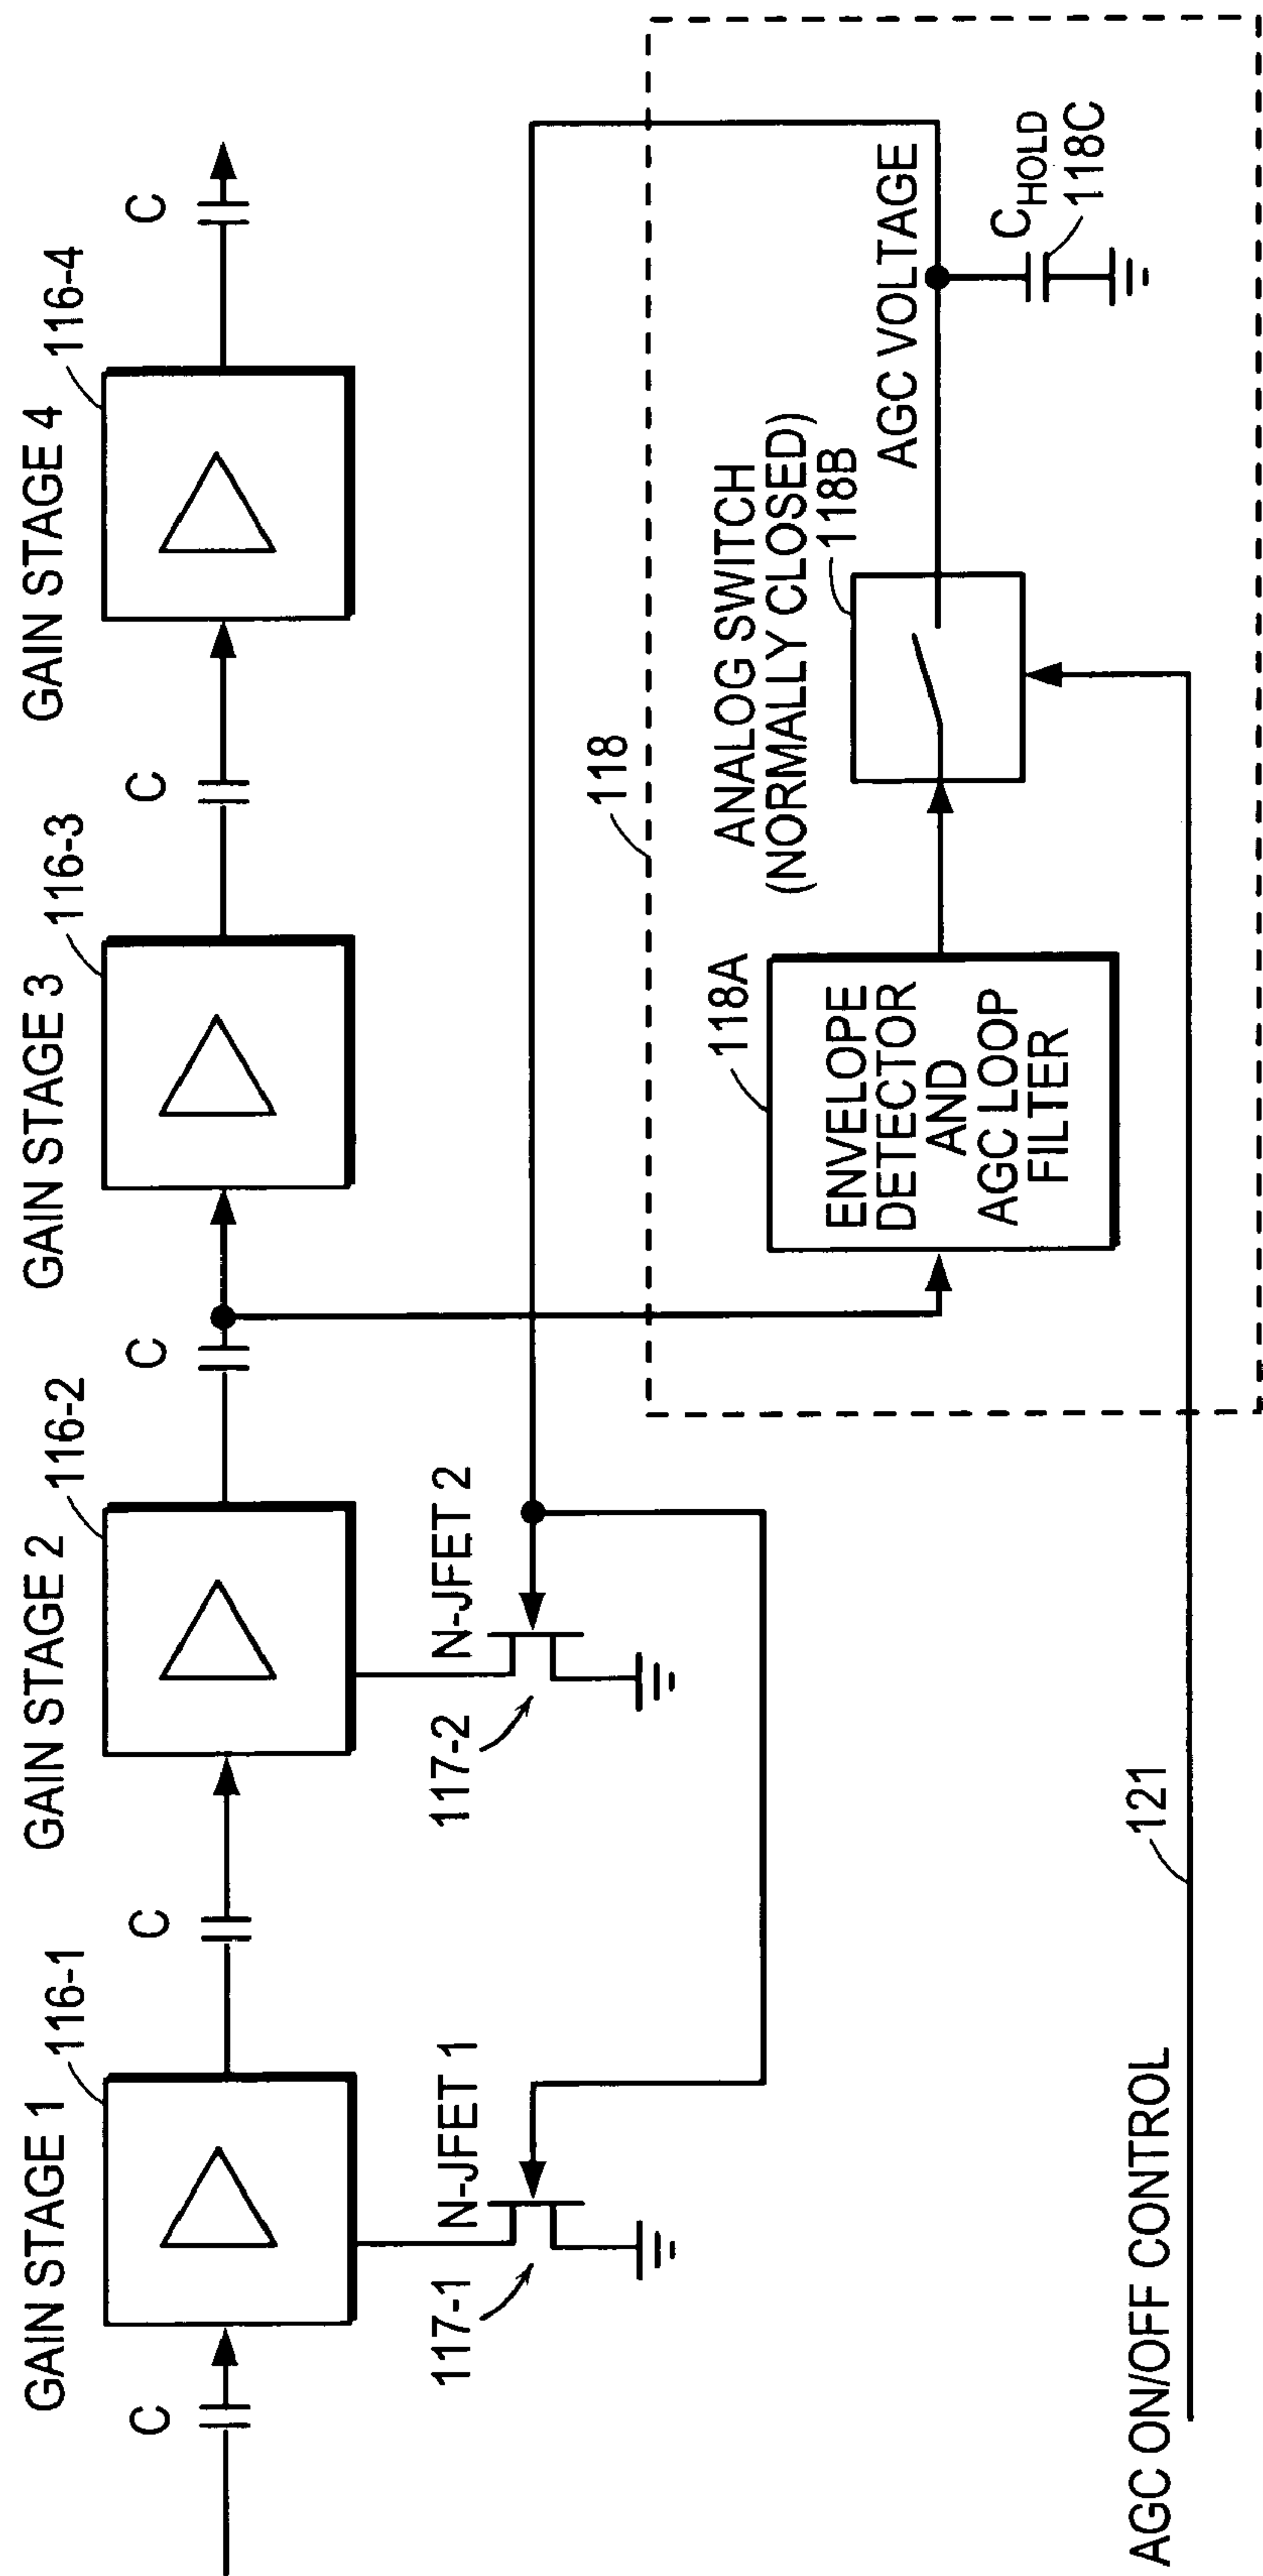 GAIN STAGE 1
116-1
GAIN STAGE 2
116-2
GAIN STAGE 3
116-3
GAIN STAGE 4
116-4
C
C
C
C
C
N-JFET 1
117-1
N-JFET 2
117-2
118
ANALOG SWITCH
(NORMALLY CLOSED)
118B
118A
ENVELOPE
DETECTOR
AND
AGC LOOP
FILTER
AGC VOLTAGE
CHOLD
118C
121
AGC ON/OFF CONTROL